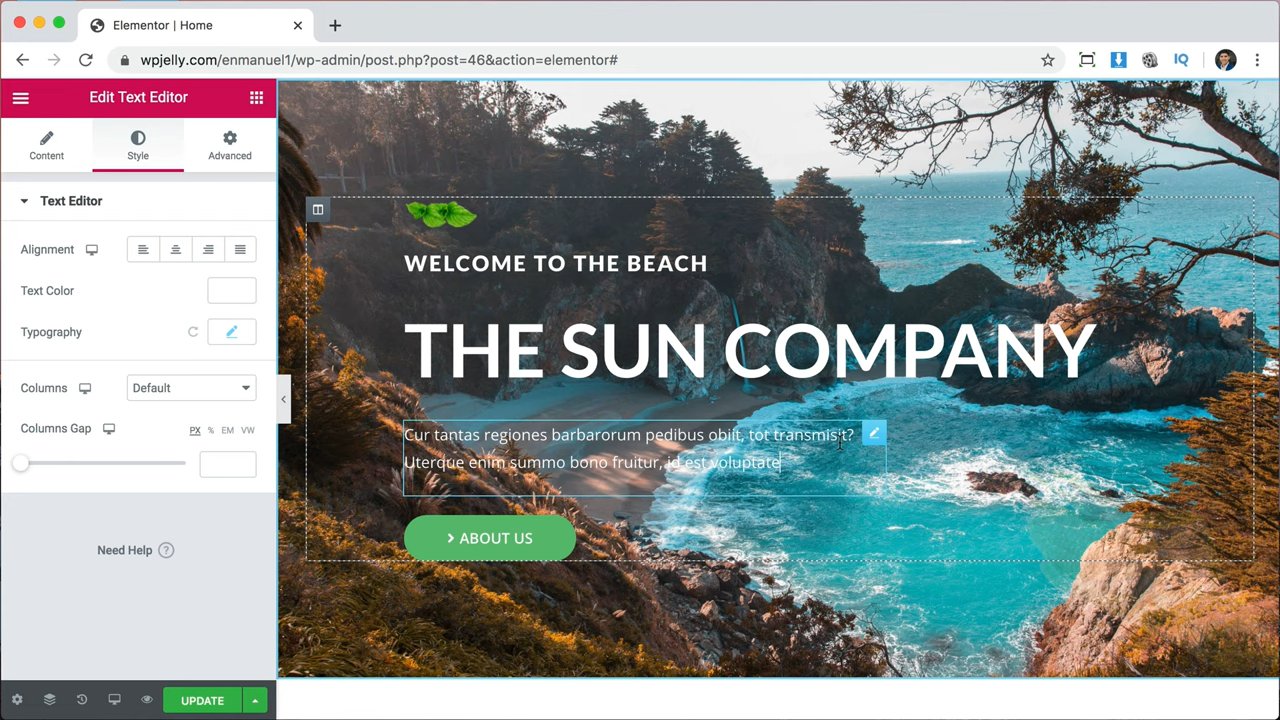 Elementor | Home
wpjelly.com/enmanuel1/wp-admin/post.php?post=46&action=elementor#
IQ
Edit Text Editor
Content
Style
Advanced
Text Editor
Alignment
Text Color
Typography
Columns
Default
Columns Gap
PX % EM VW
Need Help ?
UPDATE
WELCOME TO THE BEACH
THE SUN COMPANY
Cur tantas regiones barbarorum pedibus obiit, tot transmisit?
Uterque enim summo bono fruitur, id est voluptate
ABOUT US